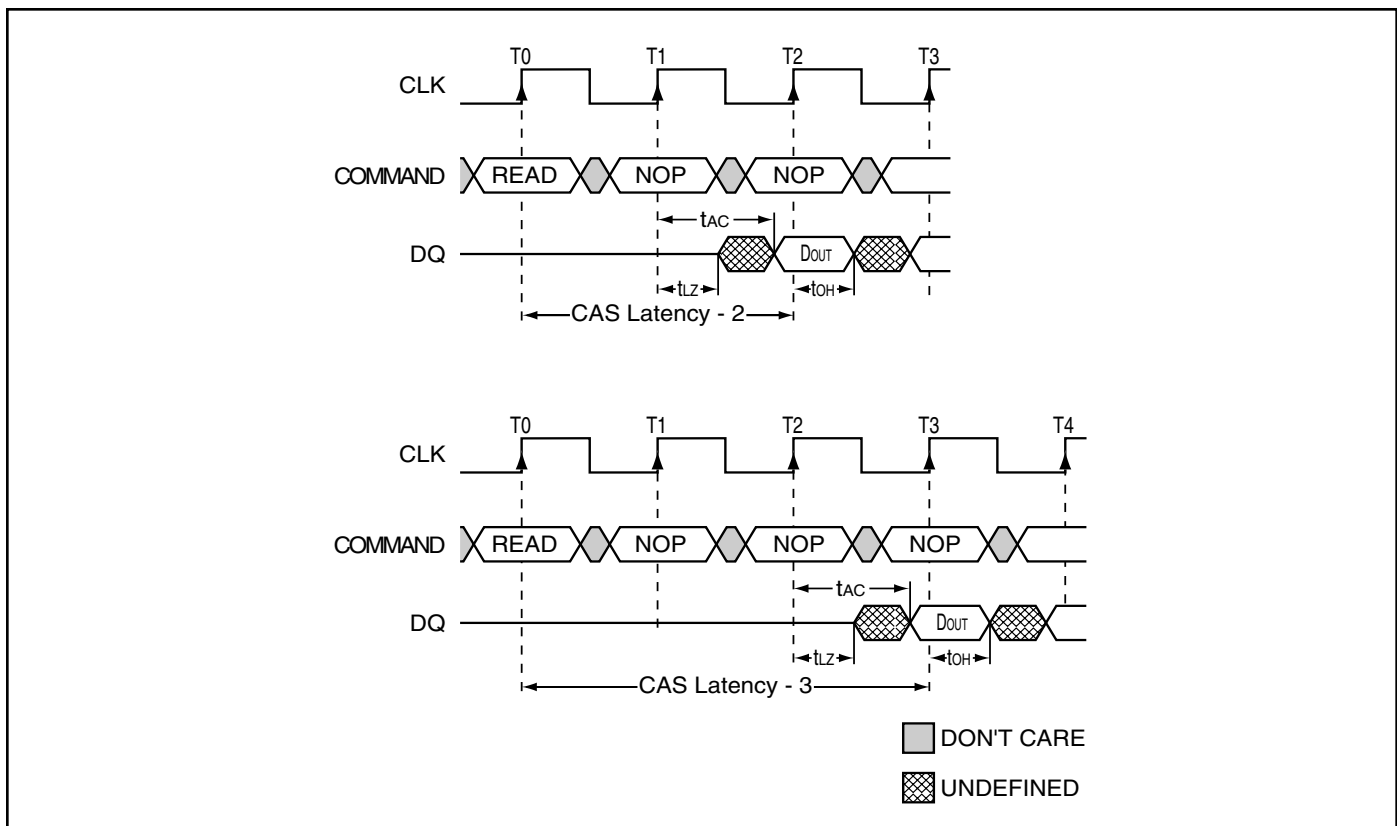 T0 T1 T2 T3
CLK
COMMAND READ NOP NOP
tAC
DQ DOUT
tLZ tOH
CAS Latency - 2
T0 T1 T2 T3 T4
CLK
COMMAND READ NOP NOP NOP
tAC
DQ DOUT
tLZ tOH
CAS Latency - 3
DON'T CARE
UNDEFINED